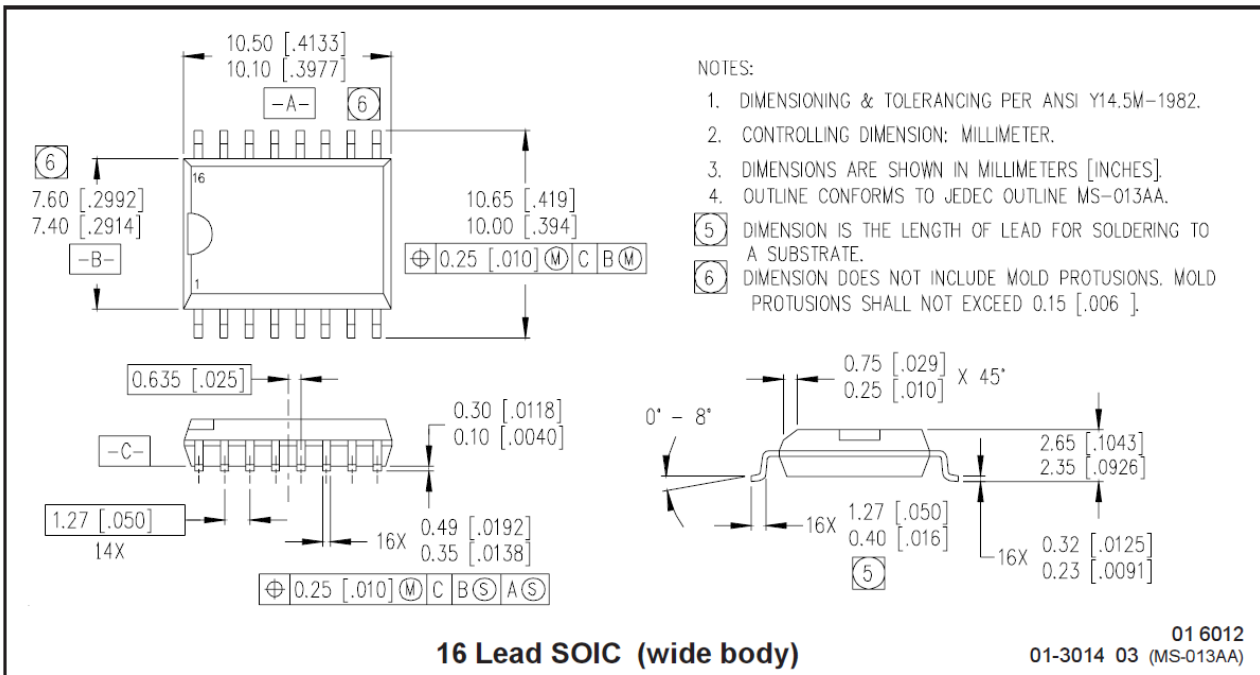 10.50 [.4133]
10.10 [.3977]
-A-
6
6
7.60 [.2992]
7.40 [.2914]
-B-
16
1
10.65 [.419]
10.00 [.394]
⌖ 0.25 [.010] Ⓜ C B Ⓜ
NOTES:
1. DIMENSIONING & TOLERANCING PER ANSI Y14.5M-1982.
2. CONTROLLING DIMENSION: MILLIMETER.
3. DIMENSIONS ARE SHOWN IN MILLIMETERS [INCHES].
4. OUTLINE CONFORMS TO JEDEC OUTLINE MS-013AA.
5 DIMENSION IS THE LENGTH OF LEAD FOR SOLDERING TO
A SUBSTRATE.
6 DIMENSION DOES NOT INCLUDE MOLD PROTUSIONS. MOLD
PROTUSIONS SHALL NOT EXCEED 0.15 [.006 ].
0.635 [.025]
-C-
0.30 [.0118]
0.10 [.0040]
1.27 [.050]
14X
16X 0.49 [.0192]
0.35 [.0138]
⌖ 0.25 [.010] Ⓜ C B Ⓢ A Ⓢ
0.75 [.029]
0.25 [.010] X 45°
0° - 8°
2.65 [.1043]
2.35 [.0926]
16X 1.27 [.050]
0.40 [.016]
5
16X 0.32 [.0125]
0.23 [.0091]
16 Lead SOIC (wide body)
01 6012
01-3014 03 (MS-013AA)